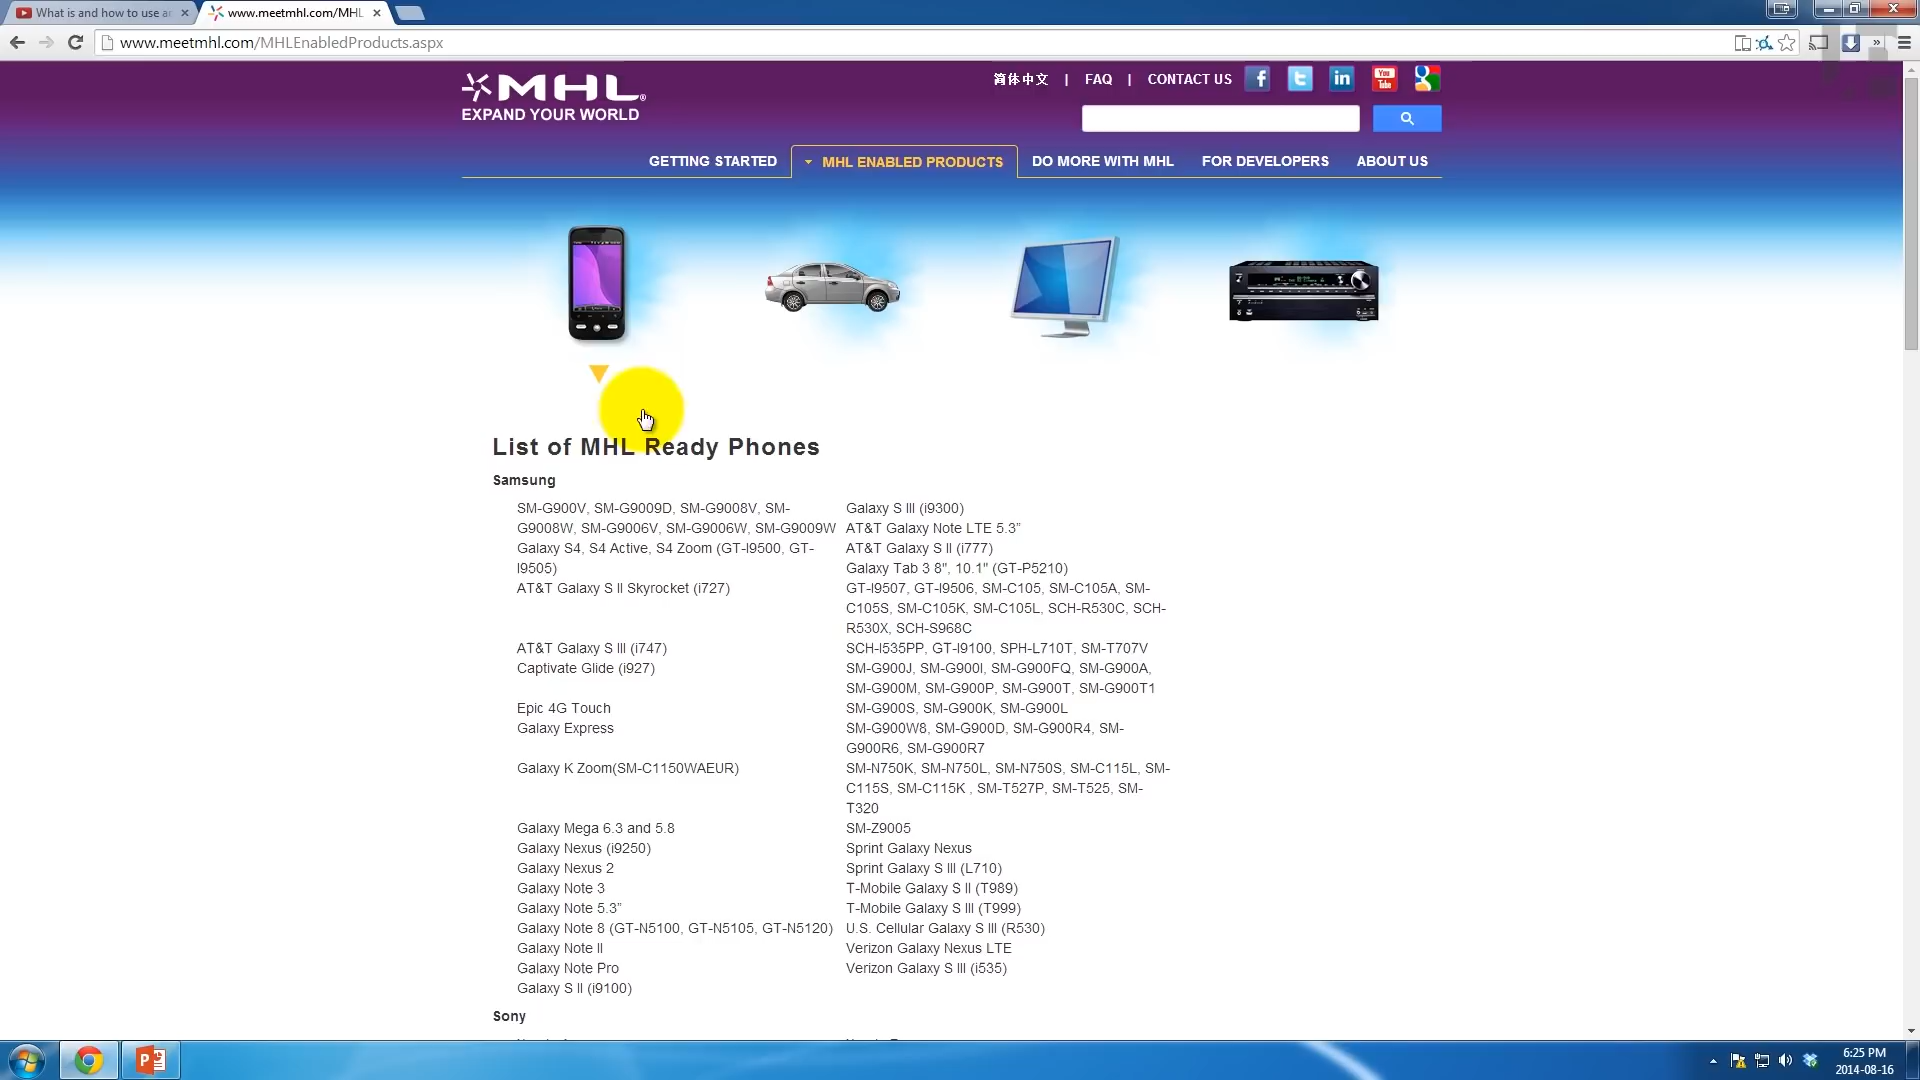 What is and how to use a
www.meetmhl.com/MHL
www.meetmhl.com/MHLEnabledProducts.aspx
MHL
EXPAND YOUR WORLD
简体中文 | FAQ | CONTACT US
You
Tube
GETTING STARTED
MHL ENABLED PRODUCTS
DO MORE WITH MHL
FOR DEVELOPERS
ABOUT US
List of MHL Ready Phones
Samsung
SM-G900V, SM-G9009D, SM-G9008V, SM-
G9008W, SM-G9006V, SM-G9006W, SM-G9009W
Galaxy S4, S4 Active, S4 Zoom (GT-I9500, GT-
I9505)
AT&T Galaxy S II Skyrocket (i727)
AT&T Galaxy S III (i747)
Captivate Glide (i927)
Epic 4G Touch
Galaxy Express
Galaxy K Zoom(SM-C1150WAEUR)
Galaxy Mega 6.3 and 5.8
Galaxy Nexus (i9250)
Galaxy Nexus 2
Galaxy Note 3
Galaxy Note 5.3”
Galaxy Note 8 (GT-N5100, GT-N5105, GT-N5120)
Galaxy Note II
Galaxy Note Pro
Galaxy S II (i9100)
Galaxy S III (i9300)
AT&T Galaxy Note LTE 5.3”
AT&T Galaxy S II (i777)
Galaxy Tab 3 8", 10.1" (GT-P5210)
GT-I9507, GT-I9506, SM-C105, SM-C105A, SM-
C105S, SM-C105K, SM-C105L, SCH-R530C, SCH-
R530X, SCH-S968C
SCH-I535PP, GT-I9100, SPH-L710T, SM-T707V
SM-G900J, SM-G900I, SM-G900FQ, SM-G900A,
SM-G900M, SM-G900P, SM-G900T, SM-G900T1
SM-G900S, SM-G900K, SM-G900L
SM-G900W8, SM-G900D, SM-G900R4, SM-
G900R6, SM-G900R7
SM-N750K, SM-N750L, SM-N750S, SM-C115L, SM-
C115S, SM-C115K , SM-T527P, SM-T525, SM-
T320
SM-Z9005
Sprint Galaxy Nexus
Sprint Galaxy S III (L710)
T-Mobile Galaxy S II (T989)
T-Mobile Galaxy S III (T999)
U.S. Cellular Galaxy S III (R530)
Verizon Galaxy Nexus LTE
Verizon Galaxy S III (i535)
Sony
6:25 PM
2014-08-16